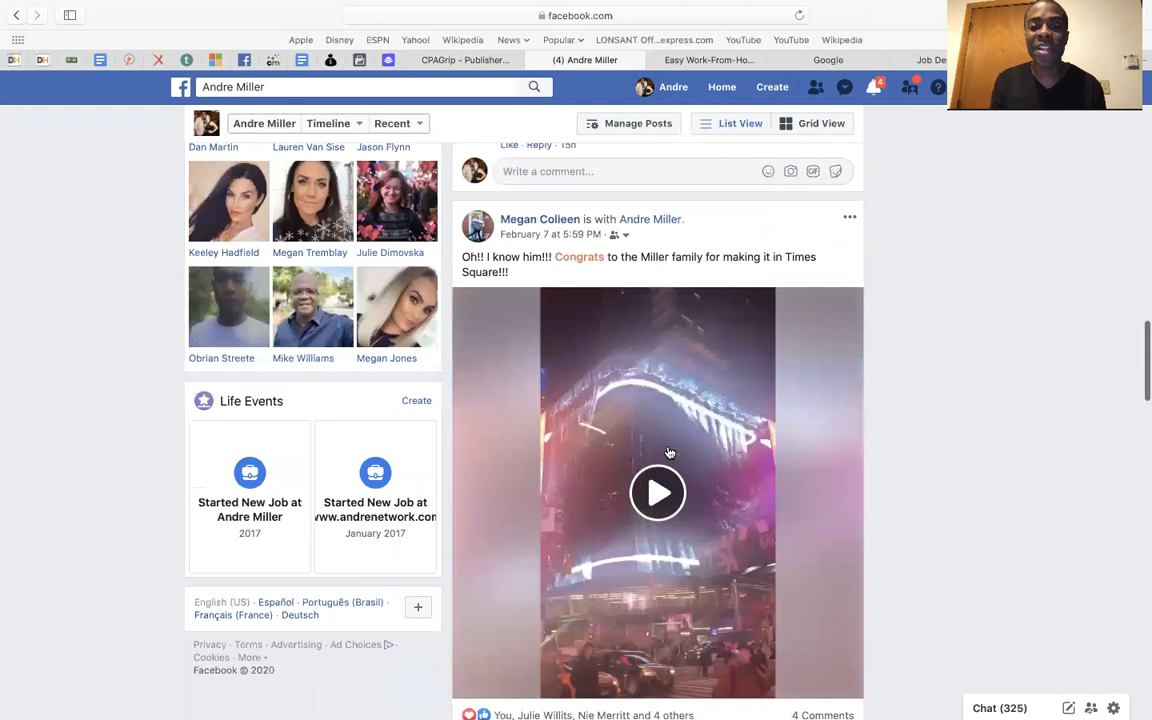 facebook.com
Apple Disney ESPN Yahoo! Wikipedia News Popular LONSANT Off...express.com YouTube YouTube Wikipedia
CPAGrip - Publisher... (4) Andre Miller Easy Work-From-Ho... Google Job De
Andre Miller
Andre Home Create 4
Andre Miller Timeline Recent
Manage Posts List View Grid View
Dan Martin Lauren Van Sise Jason Flynn
Like · Reply · 15h
Write a comment...
GIF
Megan Colieen is with Andre Miller.
February 7 at 5:59 PM ·
Keeley Hadfield Megan Tremblay Julie Dimovska
Oh!! I know him!!! Congrats to the Miller family for making it in Times
Square!!!
Obrian Streete Mike Williams Megan Jones
Life Events Create
Started New Job at
Andre Miller
2017
Started New Job at
www.andrenetwork.com
January 2017
English (US) · Español · Português (Brasil) ·
Français (France) · Deutsch
Privacy · Terms · Advertising · Ad Choices ·
Cookies · More
Facebook © 2020
You, Julie Willits, Nie Merritt and 4 others 4 Comments
Chat (325)